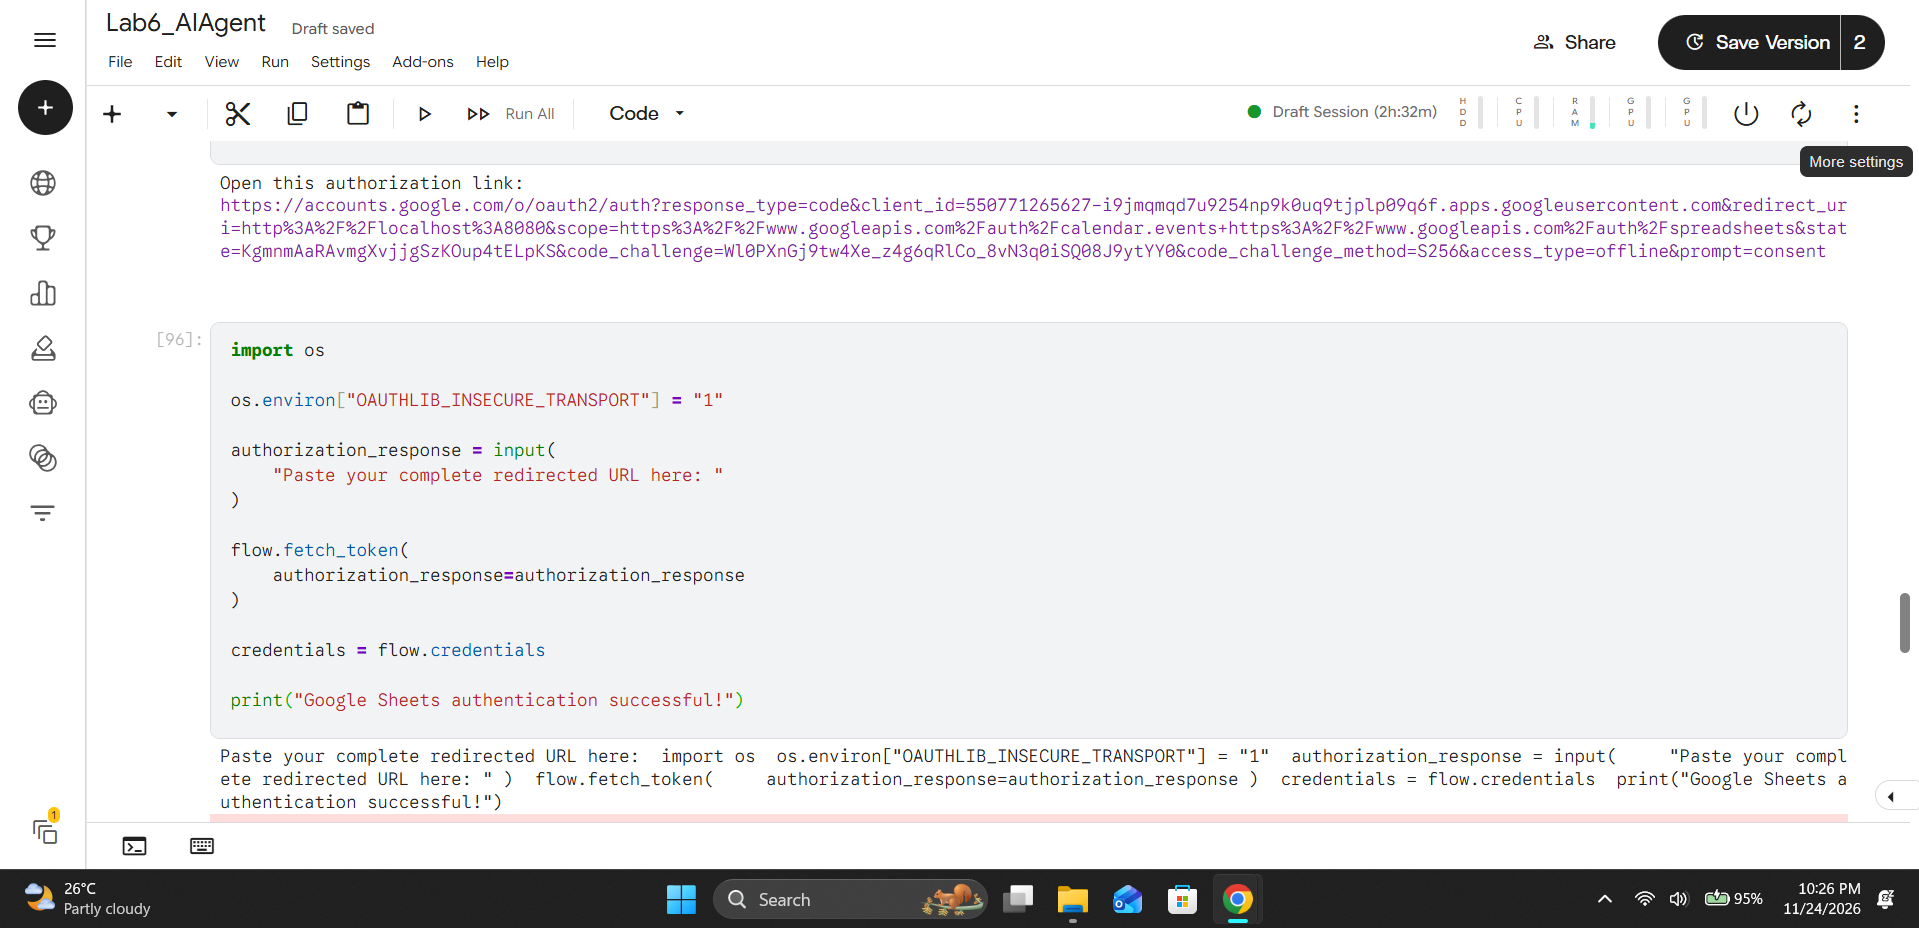 Lab6_AIAgent
Draft saved
File Edit View Run Settings Add-ons Help
Share
Save Version 2
Run All
Code
Draft Session (2h:32m)
HDD
CPU
RAM
GPU
GPU
More settings
Open this authorization link:
https://accounts.google.com/o/oauth2/auth?response_type=code&client_id=550771265627-i9jmqmqd7u9254np9k0uq9tjplp09q6f.apps.googleusercontent.com&redirect_ur
i=http%3A%2F%2Flocalhost%3A8080&scope=https%3A%2F%2Fwww.googleapis.com%2Fauth%2Fcalendar.events+https%3A%2F%2Fwww.googleapis.com%2Fauth%2Fspreadsheets&stat
e=KgmnmAaRAvmgXvjjgSzKOup4tELpKS&code_challenge=Wl0PXnGj9tw4Xe_z4g6qRlCo_8vN3q0iSQ08J9ytYY0&code_challenge_method=S256&access_type=offline&prompt=consent
[96]:
import os
os.environ["OAUTHLIB_INSECURE_TRANSPORT"] = "1"
authorization_response = input(
"Paste your complete redirected URL here: "
)
flow.fetch_token(
authorization_response=authorization_response
)
credentials = flow.credentials
print("Google Sheets authentication successful!")
Paste your complete redirected URL here:  import os  os.environ["OAUTHLIB_INSECURE_TRANSPORT"] = "1"  authorization_response = input(     "Paste your compl
ete redirected URL here: " )  flow.fetch_token(     authorization_response=authorization_response )  credentials = flow.credentials  print("Google Sheets a
uthentication successful!")
1
26°C
Partly cloudy
Search
95%
10:26 PM
11/24/2026